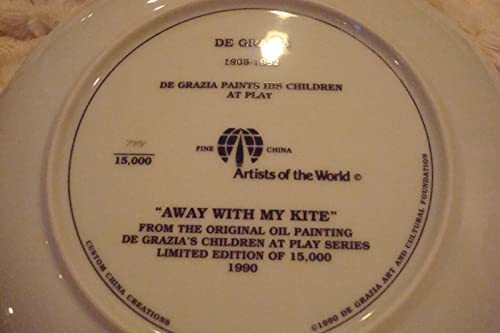 DE GRAZIA
1909-1982
DE GRAZIA PAINTS HIS CHILDREN
AT PLAY
15,000
FINE CHINA
Artists of the World ©
"AWAY WITH MY KITE"
FROM THE ORIGINAL OIL PAINTING
DE GRAZIA'S CHILDREN AT PLAY SERIES
LIMITED EDITION OF 15,000
1990
CUSTOM CHINA CREATIONS
©1990 DE GRAZIA ART AND CULTURAL FOUNDATION